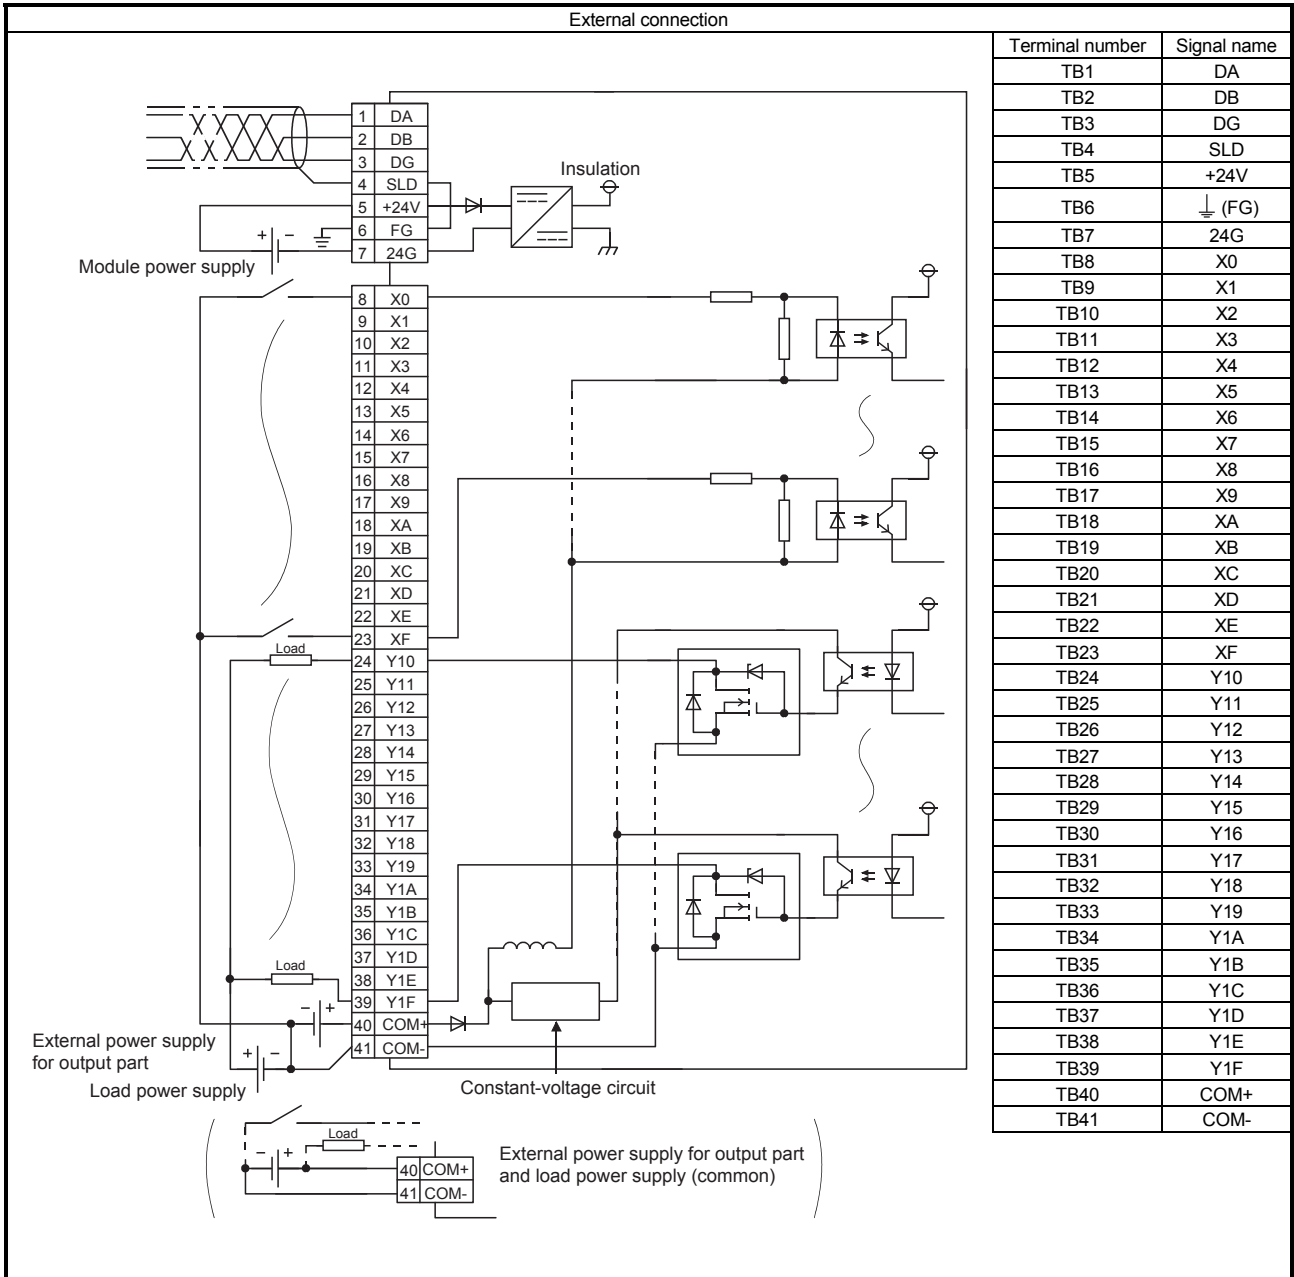 External connection
1 DA
2 DB
3 DG
4 SLD
5 +24V
6 FG
7 24G
Insulation
+ −
Module power supply
8 X0
9 X1
10 X2
11 X3
12 X4
13 X5
14 X6
15 X7
16 X8
17 X9
18 XA
19 XB
20 XC
21 XD
22 XE
23 XF
Load
24 Y10
25 Y11
26 Y12
27 Y13
28 Y14
29 Y15
30 Y16
31 Y17
32 Y18
33 Y19
34 Y1A
35 Y1B
36 Y1C
37 Y1D
Load
38 Y1E
39 Y1F
− +
40 COM+
41 COM-
External power supply
for output part
+ −
Load power supply
Constant-voltage circuit
Load
− +
40 COM+
41 COM-
External power supply for output part
and load power supply (common)
Terminal number Signal name
TB1 DA
TB2 DB
TB3 DG
TB4 SLD
TB5 +24V
TB6 ⏚ (FG)
TB7 24G
TB8 X0
TB9 X1
TB10 X2
TB11 X3
TB12 X4
TB13 X5
TB14 X6
TB15 X7
TB16 X8
TB17 X9
TB18 XA
TB19 XB
TB20 XC
TB21 XD
TB22 XE
TB23 XF
TB24 Y10
TB25 Y11
TB26 Y12
TB27 Y13
TB28 Y14
TB29 Y15
TB30 Y16
TB31 Y17
TB32 Y18
TB33 Y19
TB34 Y1A
TB35 Y1B
TB36 Y1C
TB37 Y1D
TB38 Y1E
TB39 Y1F
TB40 COM+
TB41 COM-